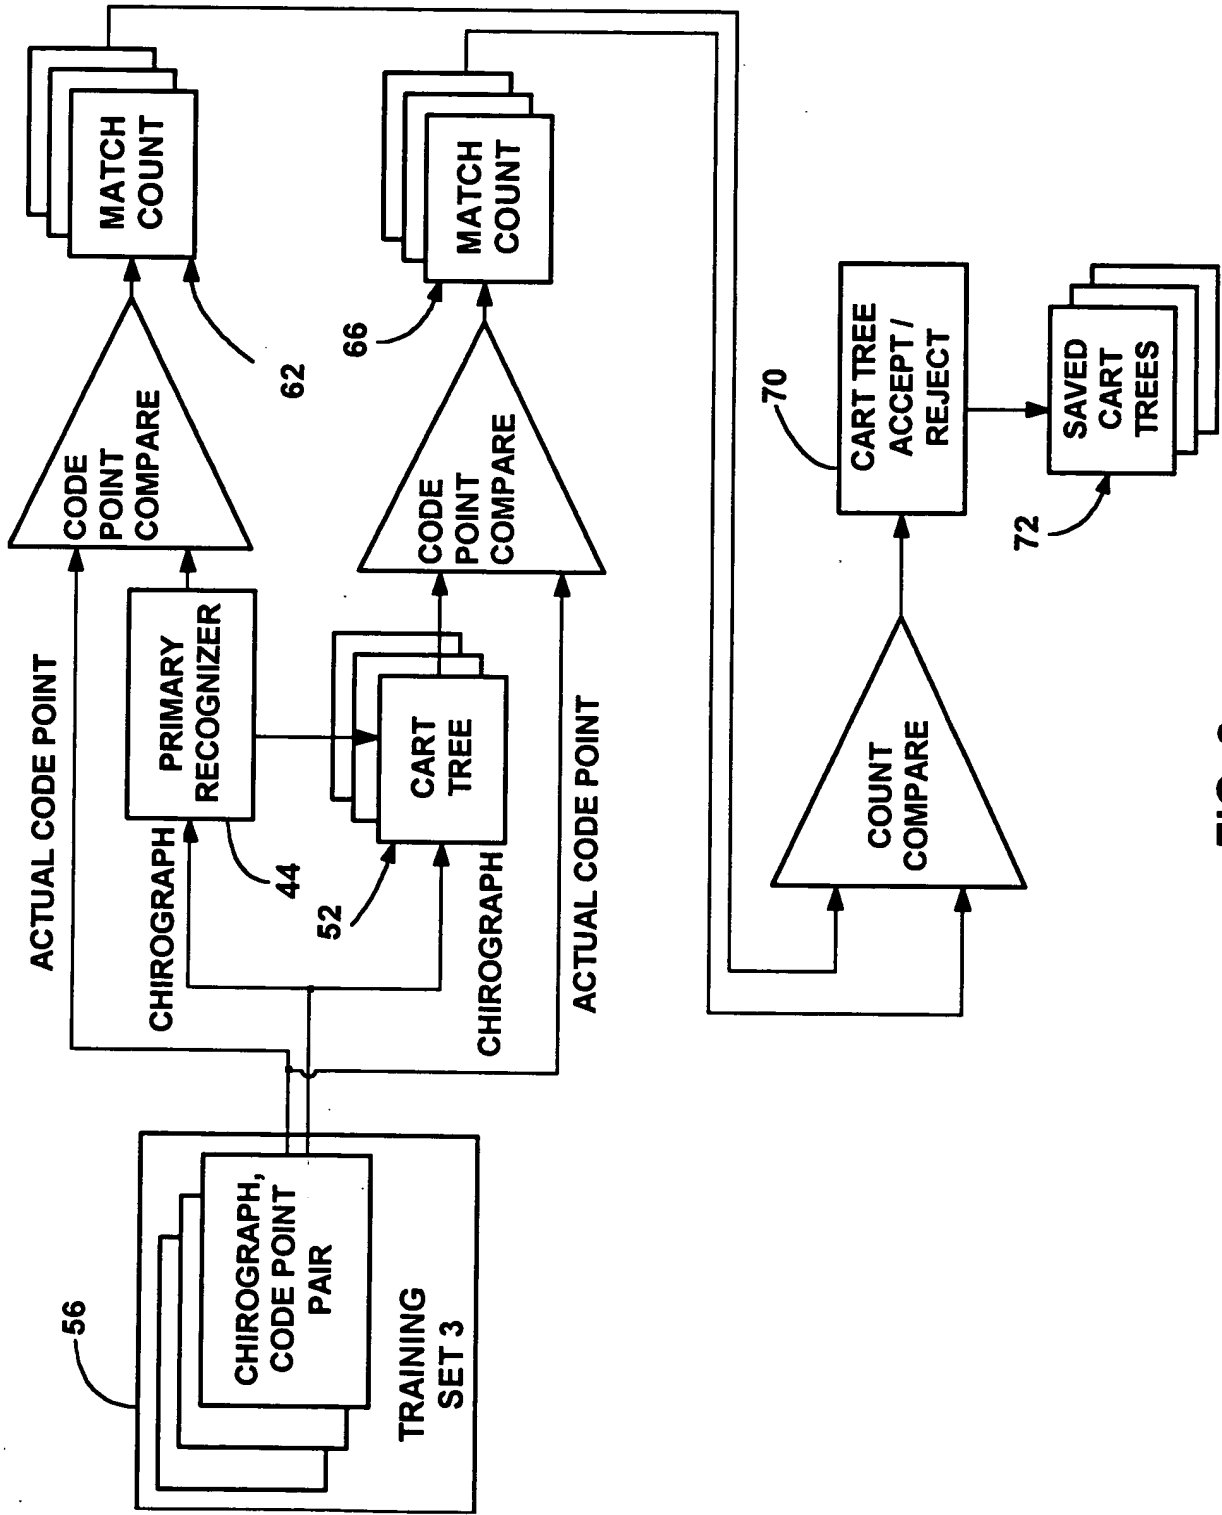 56
CHIROGRAPH,
CODE POINT
PAIR
TRAINING
SET 3
ACTUAL CODE POINT
CHIROGRAPH
44
PRIMARY
RECOGNIZER
52
CART
TREE
CHIROGRAPH
ACTUAL CODE POINT
CODE
POINT
COMPARE
MATCH
COUNT
62
CODE
POINT
COMPARE
66
MATCH
COUNT
COUNT
COMPARE
70
CART TREE
ACCEPT /
REJECT
72
SAVED
CART
TREES